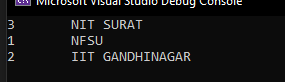 Microsoft Visual Studio Debug Console
3 NIT SURAT
1 NFSU
2 IIT GANDHINAGAR